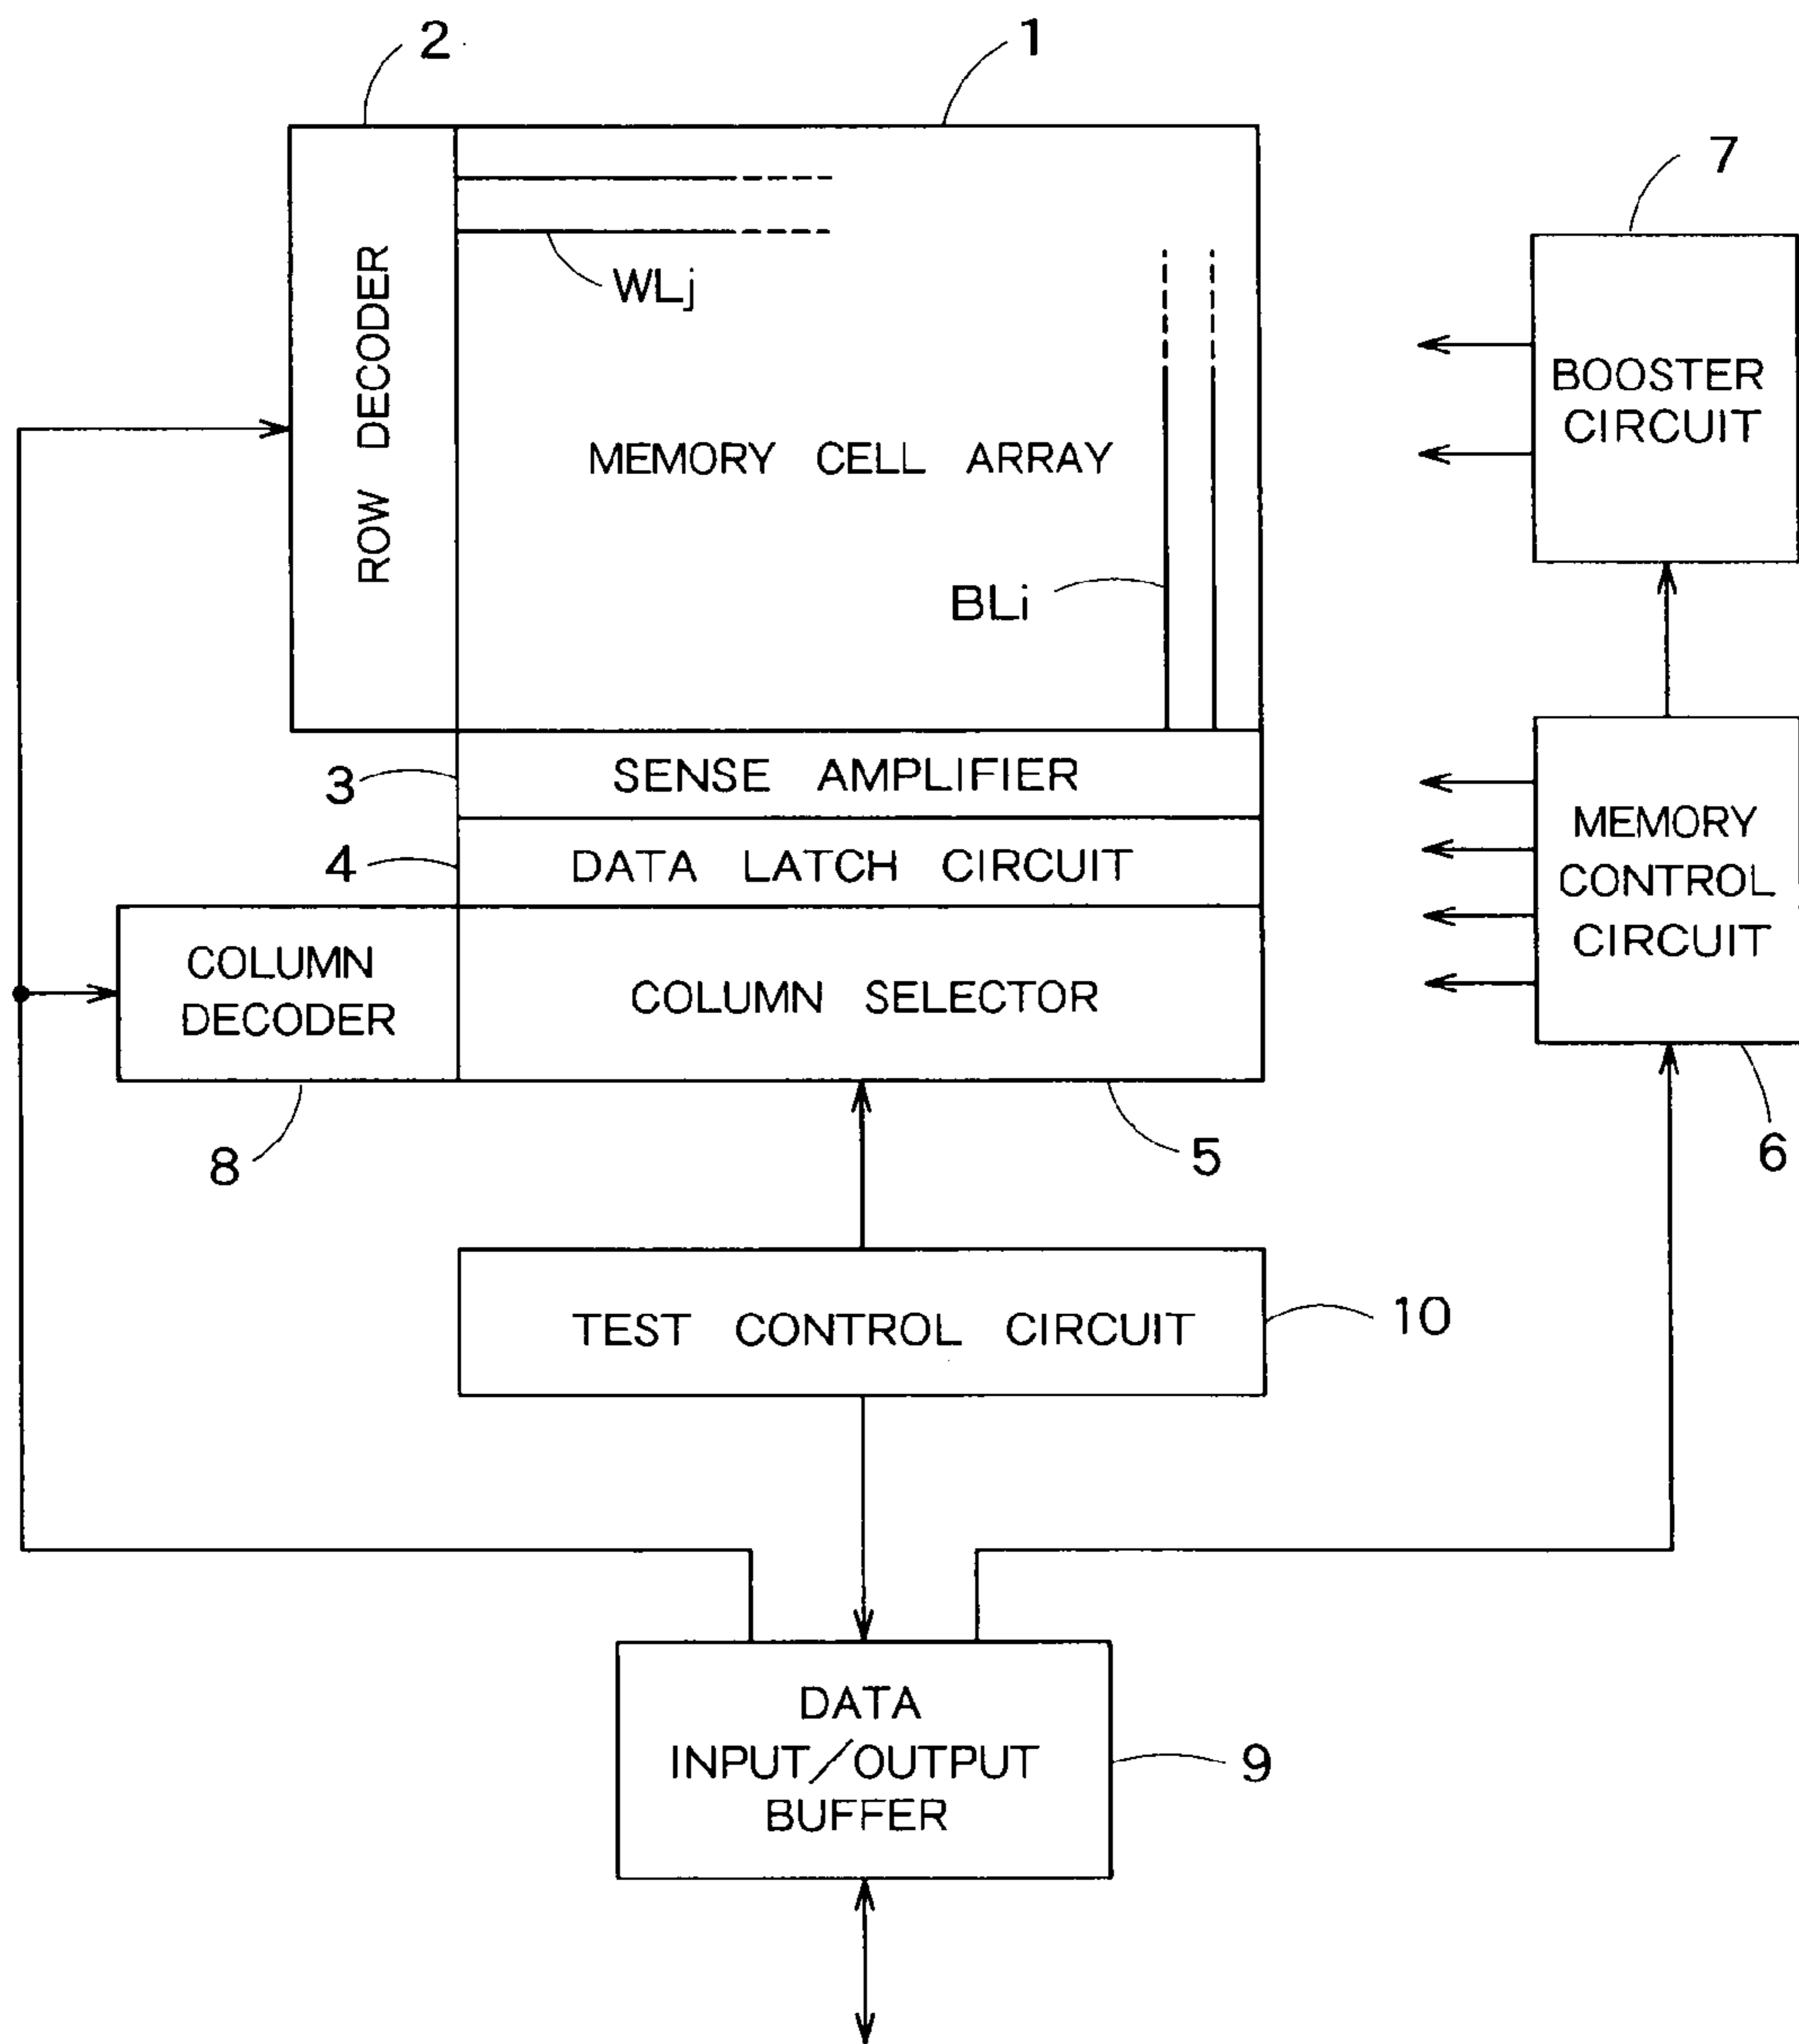 2
1
7
ROW DECODER
WLj
BOOSTER
CIRCUIT
MEMORY CELL ARRAY
BLi
3
SENSE AMPLIFIER
MEMORY
CONTROL
CIRCUIT
4
DATA LATCH CIRCUIT
COLUMN
DECODER
COLUMN SELECTOR
8
5
6
TEST CONTROL CIRCUIT
10
DATA
INPUT/OUTPUT
BUFFER
9